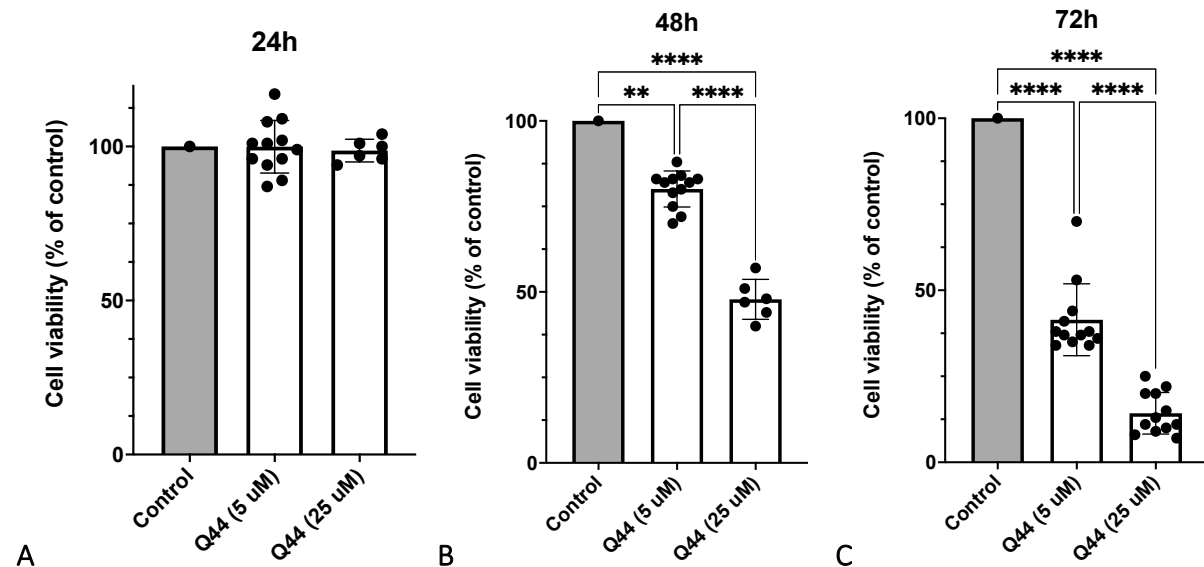 24h
Cell viability (% of control)
100
50
0
Control
Q44 (5 uM)
Q44 (25 uM)
A
48h
****
** ****
Cell viability (% of control)
100
50
0
Control
Q44 (5 uM)
Q44 (25 uM)
B
72h
****
**** ****
Cell viability (% of control)
100
50
0
Control
Q44 (5 uM)
Q44 (25 uM)
C